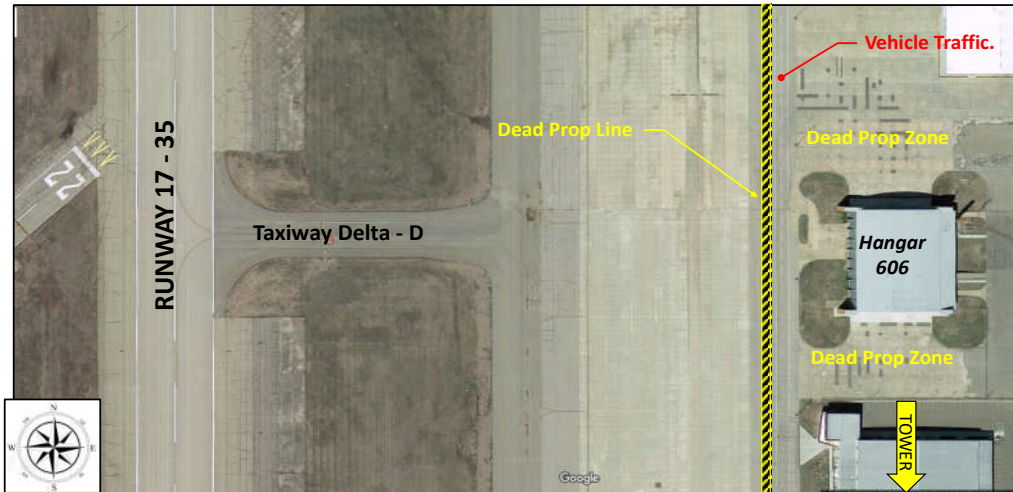 Vehicle Traffic.
Dead Prop Line
Dead Prop Zone
22
RUNWAY 17 - 35
Taxiway Delta - D
Hangar
606
Dead Prop Zone
N
W
E
S
TOWER
Google